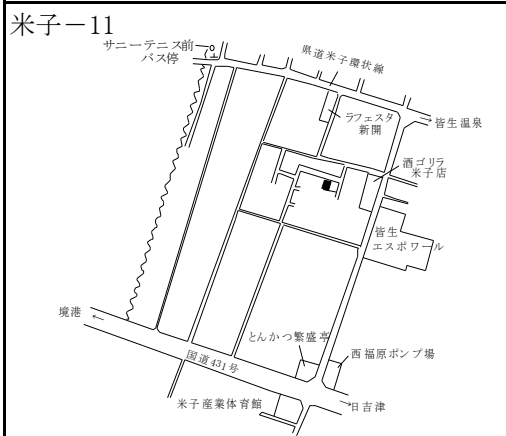 米子－11
サニーテニス前
バス停
県道米子環状線
ラフェスタ
新開
皆生温泉
酒ゴリラ
米子店
皆生
エスポワール
境港
とんかつ繁盛亭
西福原ポンプ場
国道431号
米子産業体育館
日吉津